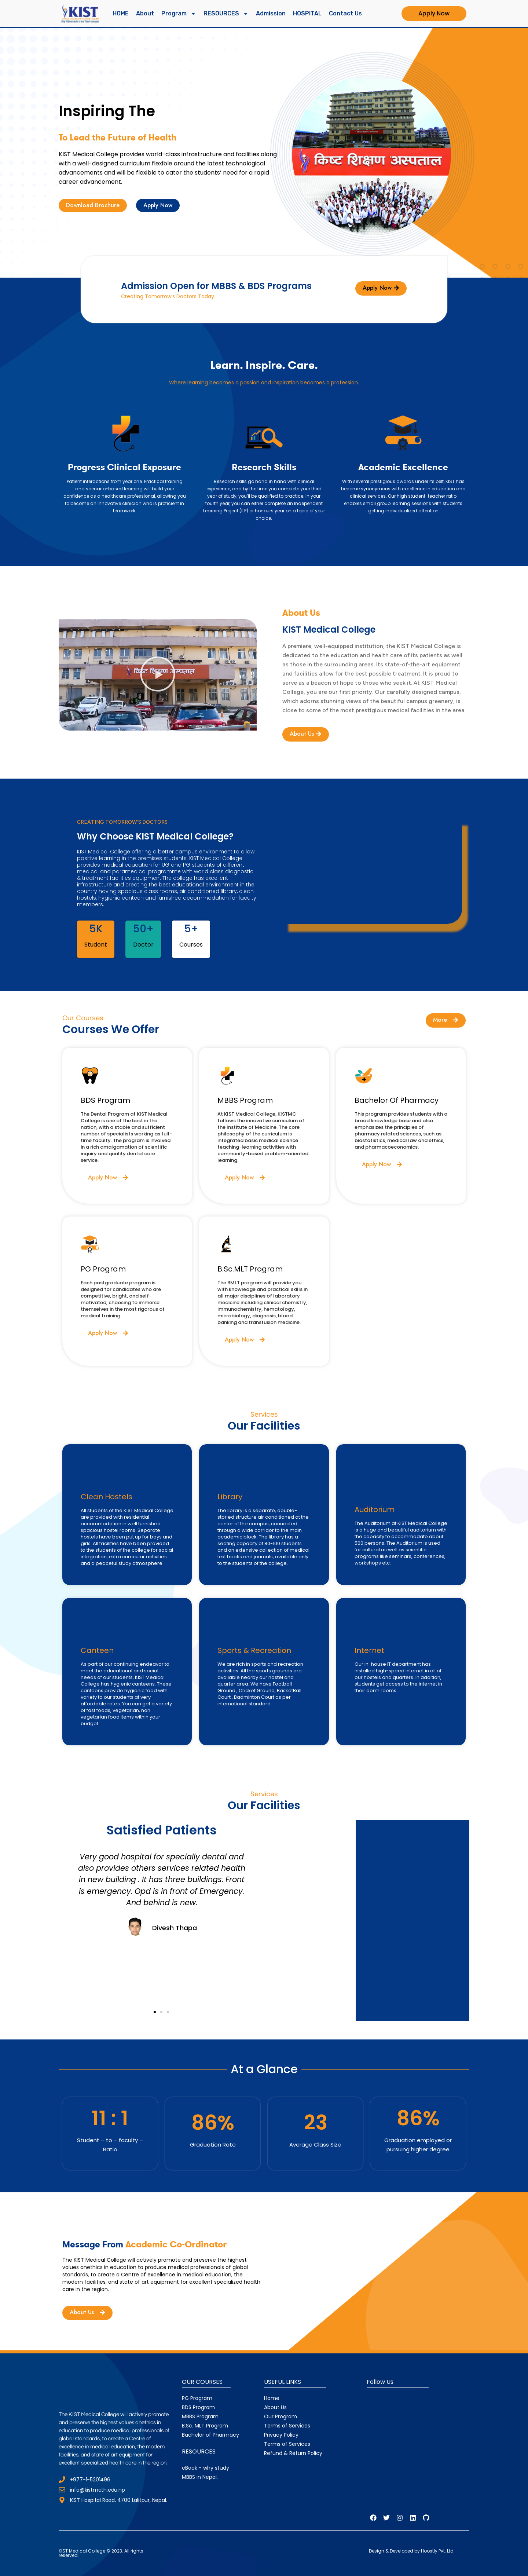 KIST
HOME About Program RESOURCES Admission HOSPITAL Contact Us Apply Now
Inspiring The
To Lead the Future of Health
KIST Medical College provides world-class infrastructure and facilities along
with a well-designed curriculum flexible around the latest technological
advancements and will be flexible to cater the students' need for a rapid
career advancement.
Download Brochure Apply Now
किष्ट शिक्षण अस्पताल
Admission Open for MBBS & BDS Programs
Creating Tomorrow's Doctors Today.
Apply Now
Learn. Inspire. Care.
Where learning becomes a passion and inspiration becomes a profession.
Progress Clinical Exposure
Patient interactions from year one. Practical training
and scenario-based learning will build your
confidence as a healthcare professional, allowing you
to become an innovative clinician who is proficient in
teamwork.
Research Skills
Research skills go hand in hand with clinical
experience, and by the time you complete your third
year of study, you'll be qualified to practice. In your
fourth year, you can either complete an Independent
Learning Project (ILP) or honours year on a topic of your
choice
Academic Excellence
With several prestigious awards under its belt, KIST has
become synonymous with excellence in education and
clinical services. Our high student-teacher ratio
enables small group learning sessions with students
getting individualized attention
About Us
KIST Medical College
A premiere, well-equipped institution, the KIST Medical College is
dedicated to the education and health care of its patients as well
as those in the surrounding areas. Its state-of-the-art equipment
and facilities allow for the best possible treatment. It is proud to
serve as a beacon of hope to those who seek it. At KIST Medical
College, you are our first priority. Our carefully designed campus,
which adorns stunning views of the beautiful campus greenery, is
close to some of the most prestigious medical facilities in the area.
About Us
CREATING TOMORROW'S DOCTORS
Why Choose KIST Medical College?
KIST Medical College offering a better campus environment to allow
positive learning in the premises students. KIST Medical College
provides medical education for UG and PG students of different
medical and paramedical programme with world class diagnostic
& treatment facilities equipment.The college has excellent
infrastructure and creating the best educational environment in the
country having spacious class rooms, air conditioned library, clean
hostels, hygienic canteen and furnished accommodation for faculty
members.
5K
Student
50+
Doctor
5+
Courses
Our Courses
Courses We Offer
More
BDS Program
The Dental Program at KIST Medical
College is one of the best in the
nation, with a stable and sufficient
number of specialists working as full-
time faculty. The program is involved
in a rich amalgamation of scientific
inquiry and quality dental care
service.
Apply Now
MBBS Program
At KIST Medical College, KISTMC
follows the innovative curriculum of
the Institute of Medicine. The core
philosophy of the curriculum is
integrated basic medical science
teaching-learning activities with
community-based problem-oriented
learning.
Apply Now
Bachelor Of Pharmacy
This program provides students with a
broad knowledge base and also
emphasizes the principles of
pharmacy related sciences, such as
biostatistics, medical law and ethics,
and pharmacoeconomics.
Apply Now
PG Program
Each postgraduate program is
designed for candidates who are
competitive, bright, and self-
motivated, choosing to immerse
themselves in the most rigorous of
medical training.
Apply Now
B.Sc.MLT Program
The BMLT program will provide you
with knowledge and practical skills in
all major disciplines of laboratory
medicine including clinical chemistry,
immunochemistry, hematology,
microbiology, diagnosis, blood
banking and transfusion medicine.
Apply Now
Services
Our Facilities
Clean Hostels
All students of the KIST Medical College
are provided with residential
accommodation in well furnished
spacious hostel rooms. Separate
hostels have been put up for boys and
girls. All facilities have been provided
to the students of the college for social
integration, extra curricular activities
and a peaceful study atmosphere
Library
The library is a separate, double-
storied structure air conditioned at the
center of the campus, connected
through a wide corridor to the main
academic block. The library has a
seating capacity of 80-100 students
and an extensive collection of medical
text books and journals, available only
to the students of the college.
Auditorium
The Auditorium at KIST Medical College
is a huge and beautiful auditorium with
the capacity to accommodate about
500 persons. The Auditorium is used
for cultural as well as scientific
programs like seminars, conferences,
workshops etc.
Canteen
As part of our continuing endeavor to
meet the educational and social
needs of our students, KIST Medical
College has hygienic canteens. These
canteens provide hygienic food with
variety to our students at very
affordable rates. You can get a variety
of fast foods, vegetarian, non
vegetarian food items within your
budget.
Sports & Recreation
We are rich in sports and recreation
activities. All the sports grounds are
available nearby our hostel and
quarter area. We have Football
Ground , Cricket Ground, BasketBall
Court , Badminton Court as per
international standard
Internet
Our in-house IT department has
installed high-speed internet in all of
our hostels and quarters. In addition,
students get access to the internet in
their dorm rooms.
Services
Our Facilities
Satisfied Patients
Very good hospital for specially dental and
also provides others services related health
in new building . It has three buildings. Front
is emergency. Opd is in front of Emergency.
And behind is new.
Divesh Thapa
At a Glance
11 : 1
Student – to – faculty –
Ratio
86%
Graduation Rate
23
Average Class Size
86%
Graduation employed or
pursuing higher degree
Message From Academic Co-Ordinator
The KIST Medical College will actively promote and preserve the highest
values anethics in education to produce medical professionals of global
standards, to create a Centre of excellence in medical education, the
modern facilities, and state of art equipment for excellent specialized health
care in the region.
About Us
The KIST Medical College will actively promote
and preserve the highest values anethics in
education to produce medical professionals of
global standards, to create a Centre of
excellence in medical education, the modern
facilities, and state of art equipment for
excellent specialized health care in the region.
+977-1-5201496
info@kistmcth.edu.np
KIST Hospital Road, 4700 Lalitpur, Nepal.
OUR COURSES
PG Program
BDS Program
MBBS Program
B.Sc. MLT Program
Bachelor of Pharmacy
RESOURCES
eBook – why study
MBBS in Nepal
USEFUL LINKS
Home
About Us
Our Program
Terms of Services
Privacy Policy
Terms of Services
Refund & Return Policy
Follow Us
KIST Medical College © 2023. All rights
reserved.
Design & Developed by Hoostly Pvt. Ltd